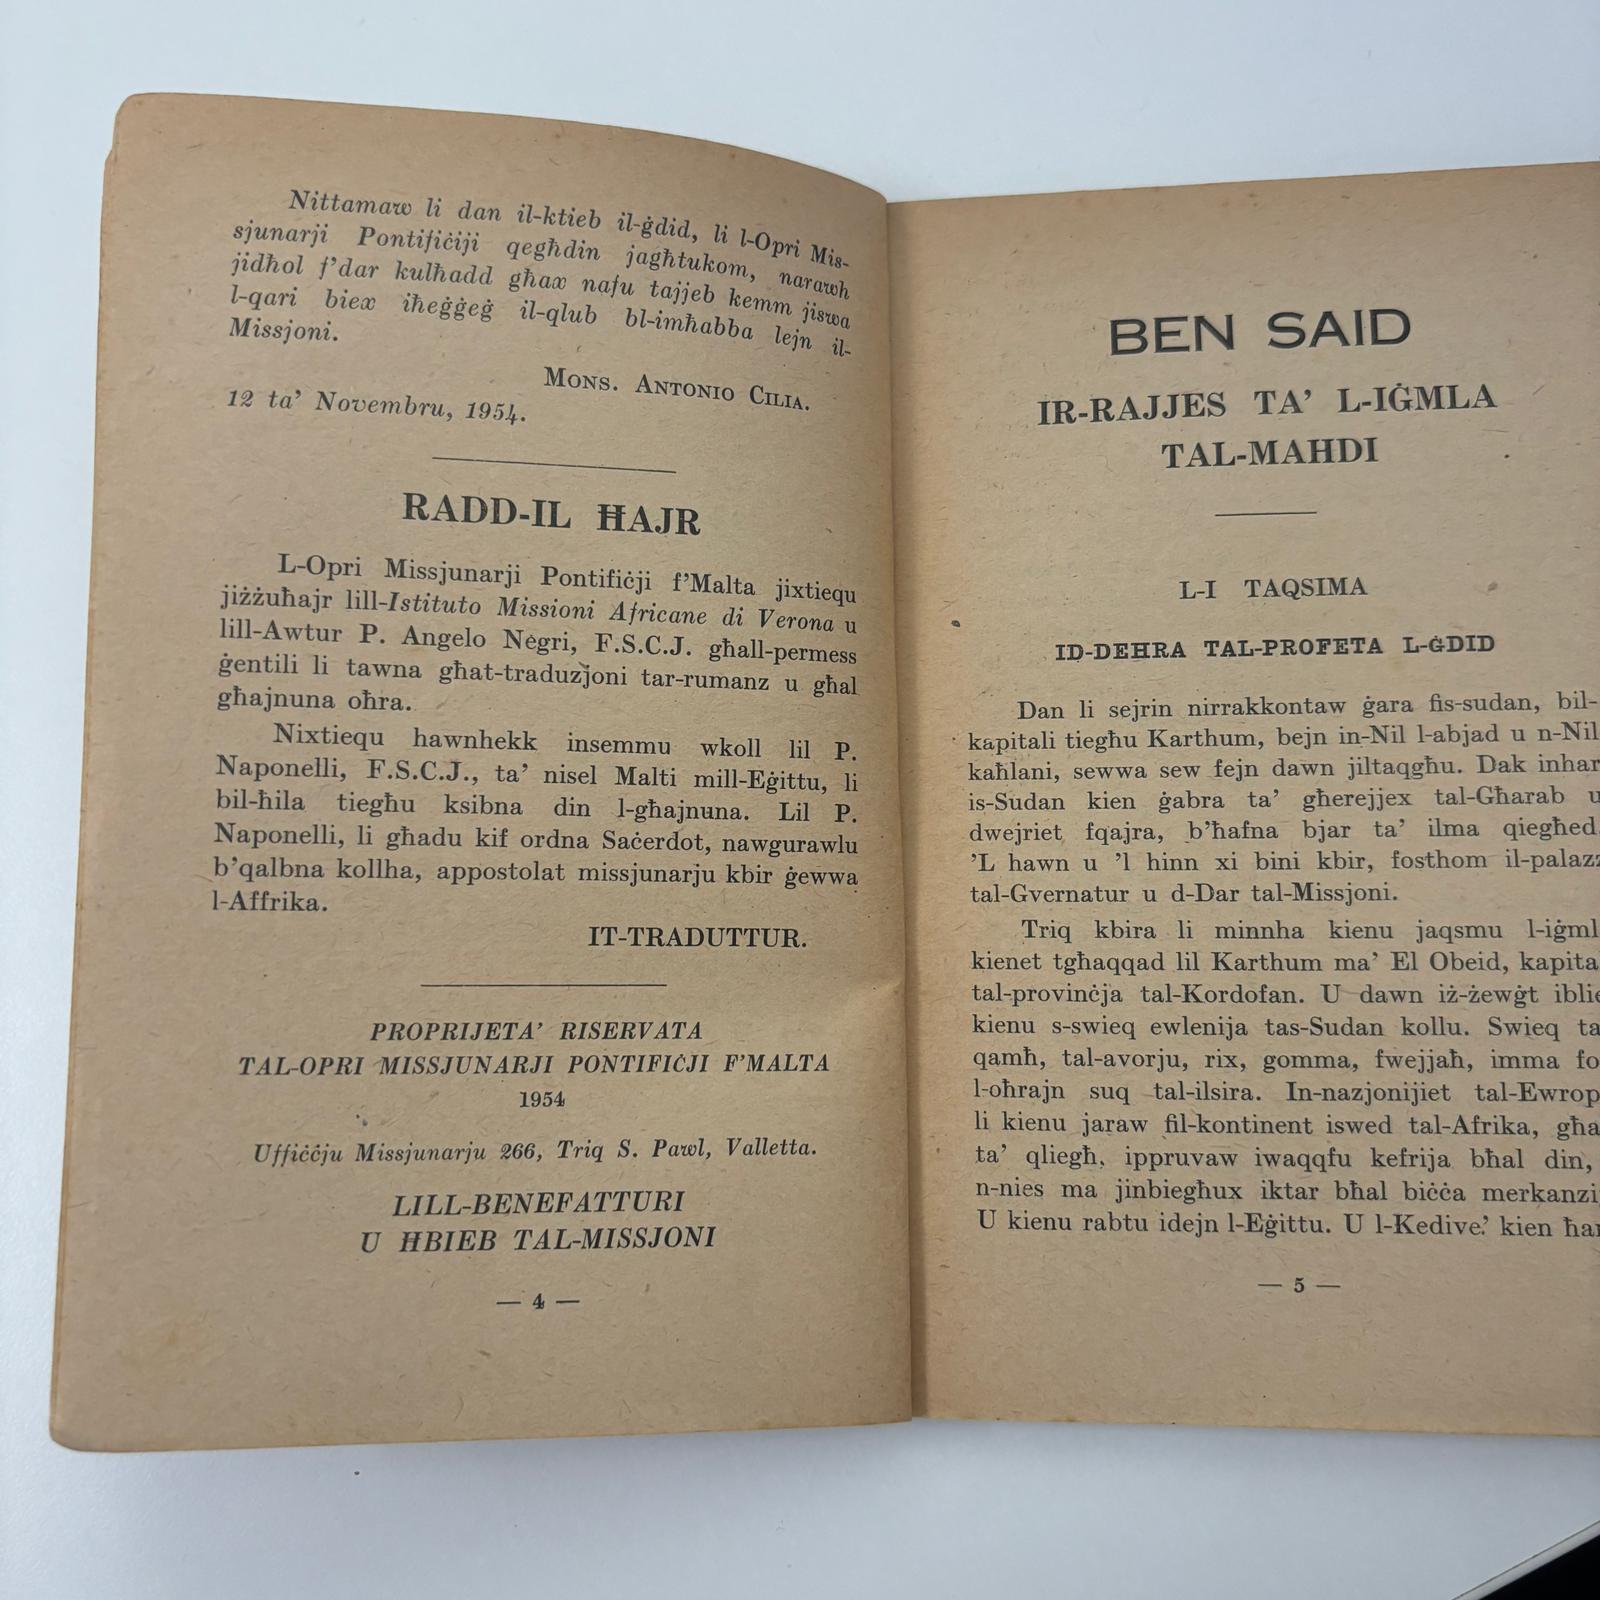 Nittamaw li dan il-ktieb il-ġdid, li l-Opri Mis-
sjunarji Pontifiċiji qegħdin jagħtukom, narawh
jidħol f'dar kulħadd għax nafu tajjeb kemm jiswa
l-qari biex iħeġġeġ il-qlub bl-imħabba lejn il-
Missjoni.
MONS. ANTONIO CILIA.
12 ta' Novembru, 1954.
RADD-IL ĦAJR
L-Opri Missjunarji Pontifiċji f'Malta jixtiequ
jiżżuħajr lill-Istituto Missioni Africane di Verona u
lill-Awtur P. Angelo Negri, F.S.C.J. għall-permess
ġentili li tawna għat-traduzjoni tar-rumanz u għal
għajnuna oħra.
Nixtiequ hawnhekk insemmu wkoll lil P.
Naponelli, F.S.C.J., ta' nisel Malti mill-Eġittu, li
bil-ħila tiegħu ksibna din l-għajnuna. Lil P.
Naponelli, li għadu kif ordna Saċerdot, nawgurawlu
b'qalbna kollha, appostolat missjunarju kbir ġewwa
l-Affrika.
IT-TRADUTTUR.
PROPRIJETA' RISERVATA
TAL-OPRI MISSJUNARJI PONTIFIĊJI F'MALTA
1954
Uffiċċju Missjunarju 266, Triq S. Pawl, Valletta.
LILL-BENEFATTURI
U ĦBIEB TAL-MISSJONI
— 4 —
BEN SAID
IR-RAJJES TA' L-IĠMLA
TAL-MAHDI
L-I TAQSIMA
ID-DEHRA TAL-PROFETA L-ĠDID
Dan li sejrin nirrakkontaw ġara fis-sudan, bil-
kapitali tiegħu Karthum, bejn in-Nil l-abjad u n-Nil
kaħlani, sewwa sew fejn dawn jiltaqgħu. Dak inhar
is-Sudan kien ġabra ta' għerejjex tal-Għarab u
dwejriet fqajra, b'ħafna bjar ta' ilma qiegħed.
'L hawn u 'l hinn xi bini kbir, fosthom il-palazz
tal-Gvernatur u d-Dar tal-Missjoni.
Triq kbira li minnha kienu jaqsmu l-iġml
kienet tgħaqqad lil Karthum ma' El Obeid, kapita
tal-provinċja tal-Kordofan. U dawn iż-żewġt iblie
kienu s-swieq ewlenija tas-Sudan kollu. Swieq ta
qamħ, tal-avorju, rix, gomma, fwejjaħ, imma fo
l-oħrajn suq tal-ilsira. In-nazjonijiet tal-Ewrop
li kienu jaraw fil-kontinent iswed tal-Afrika, għa
ta' qliegħ, ippruvaw iwaqqfu kefrija bħal din,
n-nies ma jinbiegħux iktar bħal biċċa merkanzi
U kienu rabtu idejn l-Eġittu. U l-Kedive' kien ħar
— 5 —